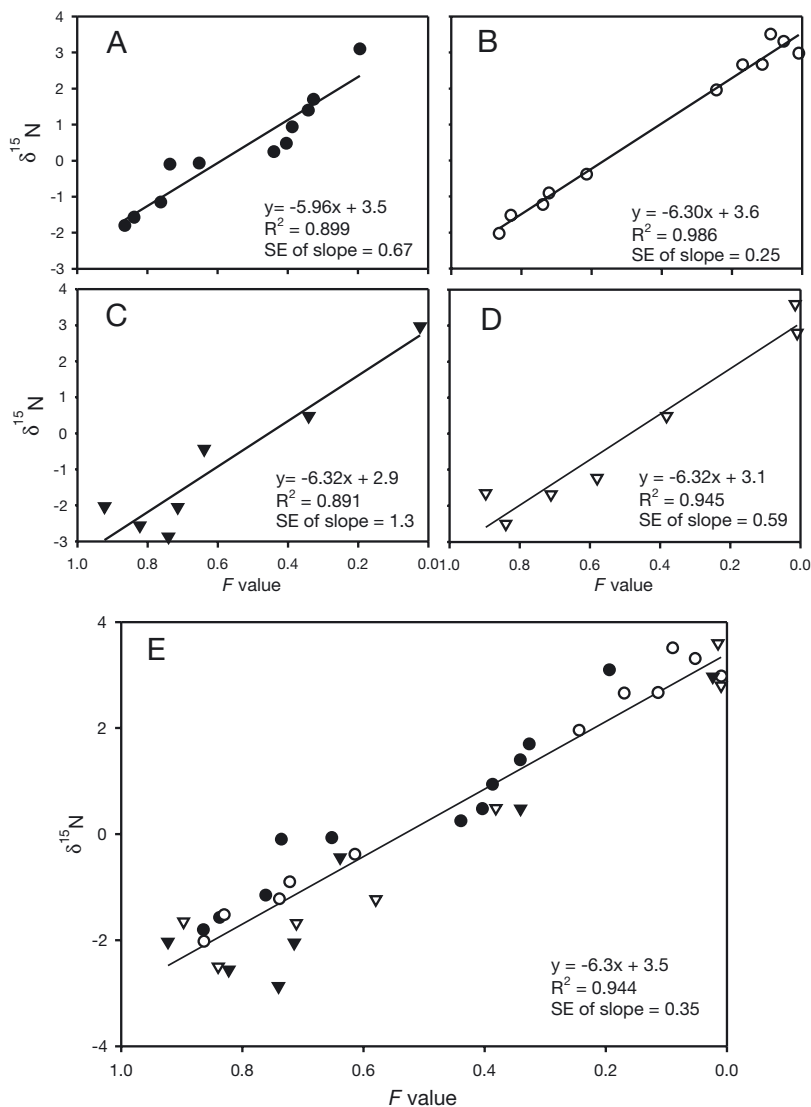 4
3
2
1
0
-1
-2
-3
δ15N
A
y= -5.96x + 3.5
R2 = 0.899
SE of slope = 0.67
B
y = -6.30x + 3.6
R2 = 0.986
SE of slope = 0.25
4
3
2
1
0
-1
-2
-3
δ15N
C
y = -6.32x + 2.9
R2 = 0.891
SE of slope = 1.3
1.0 0.8 0.6 0.4 0.2 0.0
F value
D
y = -6.32x + 3.1
R2 = 0.945
SE of slope = 0.59
1.0 0.8 0.6 0.4 0.2 0.0
F value
4
2
0
-2
-4
δ15N
E
y = -6.3x + 3.5
R2 = 0.944
SE of slope = 0.35
1.0 0.8 0.6 0.4 0.2 0.0
F value